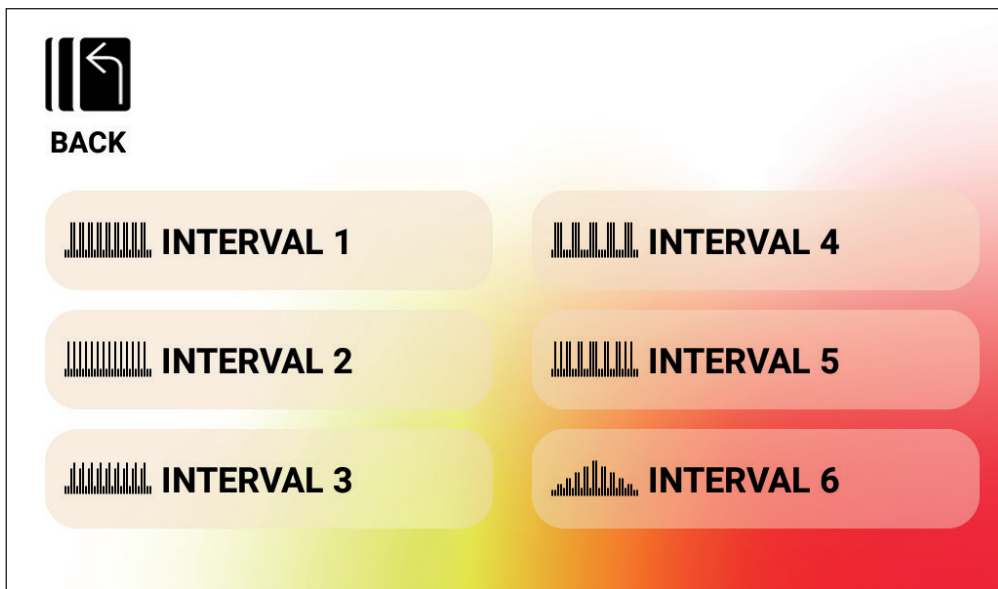 BACK
INTERVAL 1
INTERVAL 4
INTERVAL 2
INTERVAL 5
INTERVAL 3
INTERVAL 6